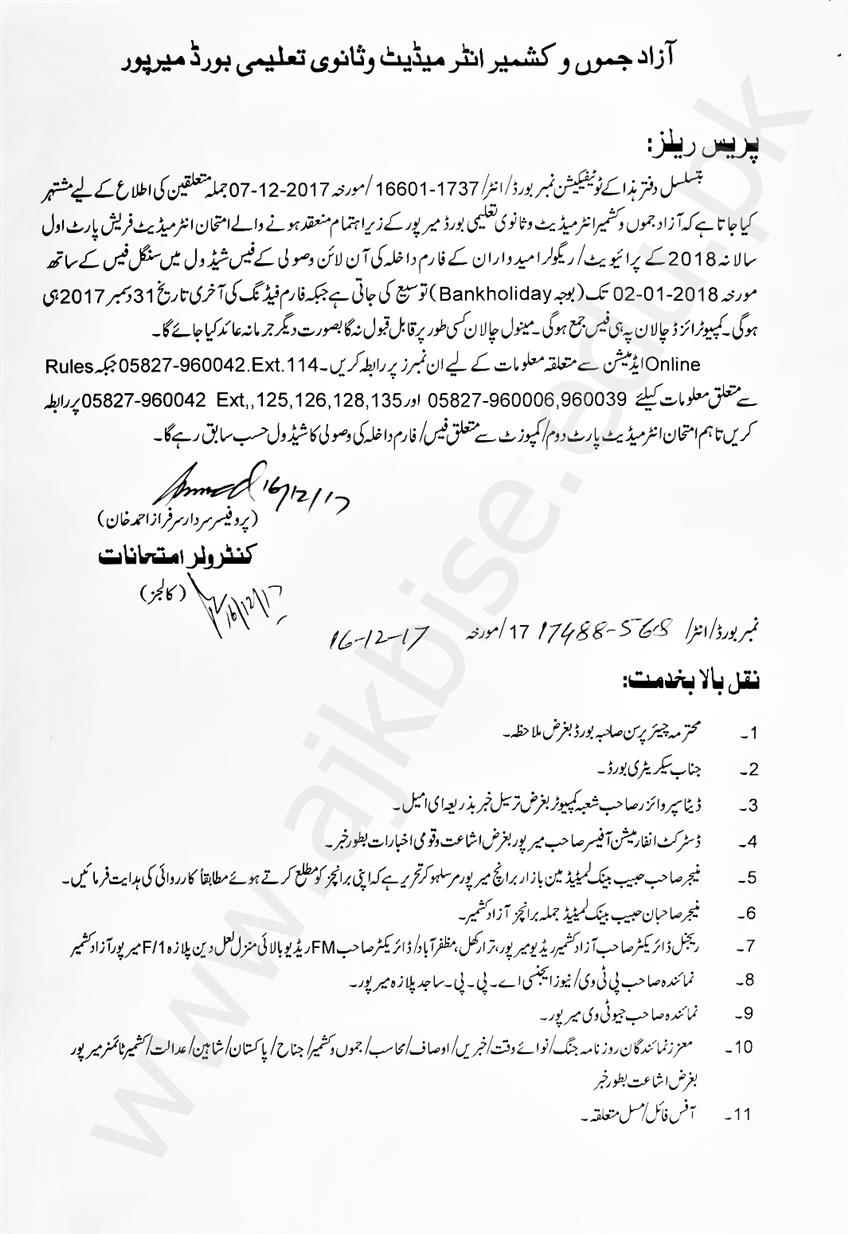 آزاد جموں و کشمیر انٹر میڈیٹ وثانوی تعلیمی بورڈ میرپور
پریس ریلز:
بتسلسل دفتر ہذا کے نوٹیفکیشن نمبر بورڈ/انٹر/1737-16601/مورخہ 2017-12-07 جملہ متعلقین کی اطلاع کے لیے مشتہر
کیا جاتا ہے کہ آزاد جموں وکشمیر انٹر میڈیٹ وثانوی تعلیمی بورڈ میرپور کے زیر اہتمام منعقد ہونے والے امتحان انٹر میڈیٹ فریش پارٹ اول
سالانہ 2018 کے پرائیویٹ/ریگولر امیدواران کے فارم داخلہ کی آن لائن وصولی کے فیس شیڈول میں سنگل فیس کے ساتھ
مورخہ 2018-01-02 تک (بوجہ Bankholiday) توسیع کی جاتی ہے جبکہ فارم فیڈنگ کی آخری تاریخ 31 دسمبر 2017 ہی
ہوگی۔ کمپیوٹرائزڈ چالان پہ ہی فیس جمع ہوگی۔ مینول چالان کسی طور پر قابل قبول نہ گا بصورت دیگر جرمانہ عائد کیا جائے گا۔
Online ایڈمیشن سے متعلقہ معلومات کے لیے ان نمبرز پر رابطہ کریں۔ 05827-960042.Ext.114 جبکہ Rules
سے متعلق معلومات کیلئے 05827-960006,960039 اور 05827-960042 Ext,,125,126,128,135 پر رابطہ
کریں تاہم امتحان انٹر میڈیٹ پارٹ دوم/کمپوزٹ سے متعلق فیس/فارم داخلہ کی وصولی کا شیڈول حسب سابق رہے گا۔
16/12/17
(پروفیسر سردار سرفراز احمد خان)
کنٹرولر امتحانات
(کالجز)
16/12/17
نمبر بورڈ/انٹر/ 17488-568 17/مورخہ 16-12-17
نقل بالا بخدمت:
1۔ محترمہ چیئرپرسن صاحبہ بورڈ بغرض ملاحظہ۔
2۔ جناب سیکریٹری بورڈ۔
3۔ ڈیٹا سپروائزر صاحب شعبہ کمپیوٹر بغرض ترسیل خبر بذریعہ ای میل۔
4۔ ڈسٹرکٹ انفارمیشن آفیسر صاحب میرپور بغرض اشاعت وقومی اخبارات بطور خبر۔
5۔ منیجر صاحب حبیب بینک لمیٹڈ مین بازار برانچ میرپور مرسلہ ہو کر تحریر ہے کہ اپنی برانچز کو مطلع کرتے ہوئے مطابقاً کارروائی کی ہدایت فرمائیں۔
6۔ منیجر صاحبان حبیب بینک لمیٹڈ جملہ برانچز آزاد کشمیر۔
7۔ ریجنل ڈائریکٹر صاحب آزاد کشمیر ریڈیو میرپور، تراڑکھل، مظفرآباد/ڈائریکٹر صاحب FM ریڈیو بالائی منزل لعل دین پلازہ F/1 میرپور آزاد کشمیر
8۔ نمائندہ صاحب پی ٹی وی/نیوز ایجنسی اے۔پی۔پی۔ساجد پلازہ میرپور۔
9۔ نمائندہ صاحب جیو ٹی وی میرپور۔
10۔ معزز نمائندگان روزنامہ جنگ/نوائے وقت/خبریں/اوصاف/محاسب/جموں وکشمیر/جناح/پاکستان/شاہین/عدالت/کشمیر ٹائمز میرپور
بغرض اشاعت بطور خبر
11۔ آفس فائل/مسل متعلقہ۔
www.ajkbise.edu.pk